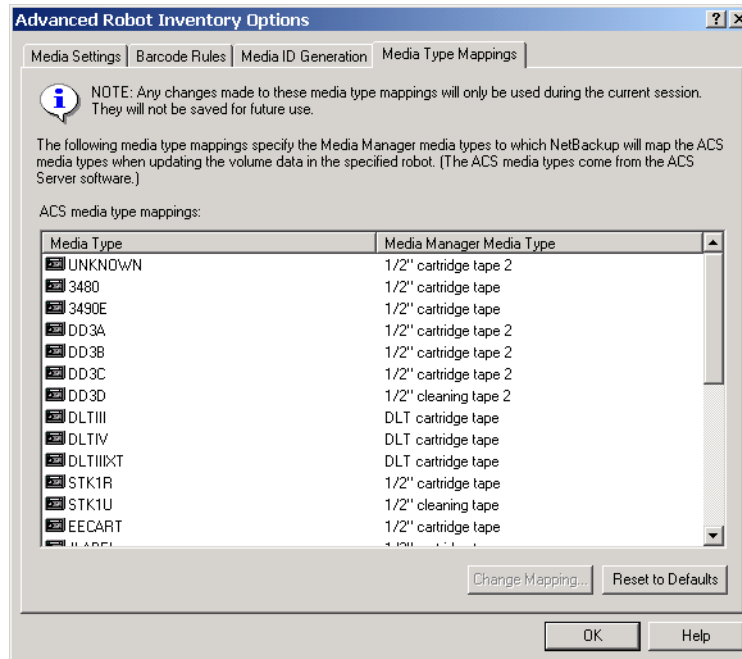 Advanced Robot Inventory Options
Media Settings Barcode Rules Media ID Generation Media Type Mappings
NOTE: Any changes made to these media type mappings will only be used during the current session.
They will not be saved for future use.
The following media type mappings specify the Media Manager media types to which NetBackup will map the ACS
media types when updating the volume data in the specified robot. (The ACS media types come from the ACS
Server software.)
ACS media type mappings:
Media Type Media Manager Media Type
UNKNOWN 1/2" cartridge tape 2
3480 1/2" cartridge tape
3490E 1/2" cartridge tape
DD3A 1/2" cartridge tape 2
DD3B 1/2" cartridge tape 2
DD3C 1/2" cartridge tape 2
DD3D 1/2" cleaning tape 2
DLTIII DLT cartridge tape
DLTIV DLT cartridge tape
DLTIIIXT DLT cartridge tape
STK1R 1/2" cartridge tape
STK1U 1/2" cleaning tape
EECART 1/2" cartridge tape
Change Mapping... Reset to Defaults
OK Help